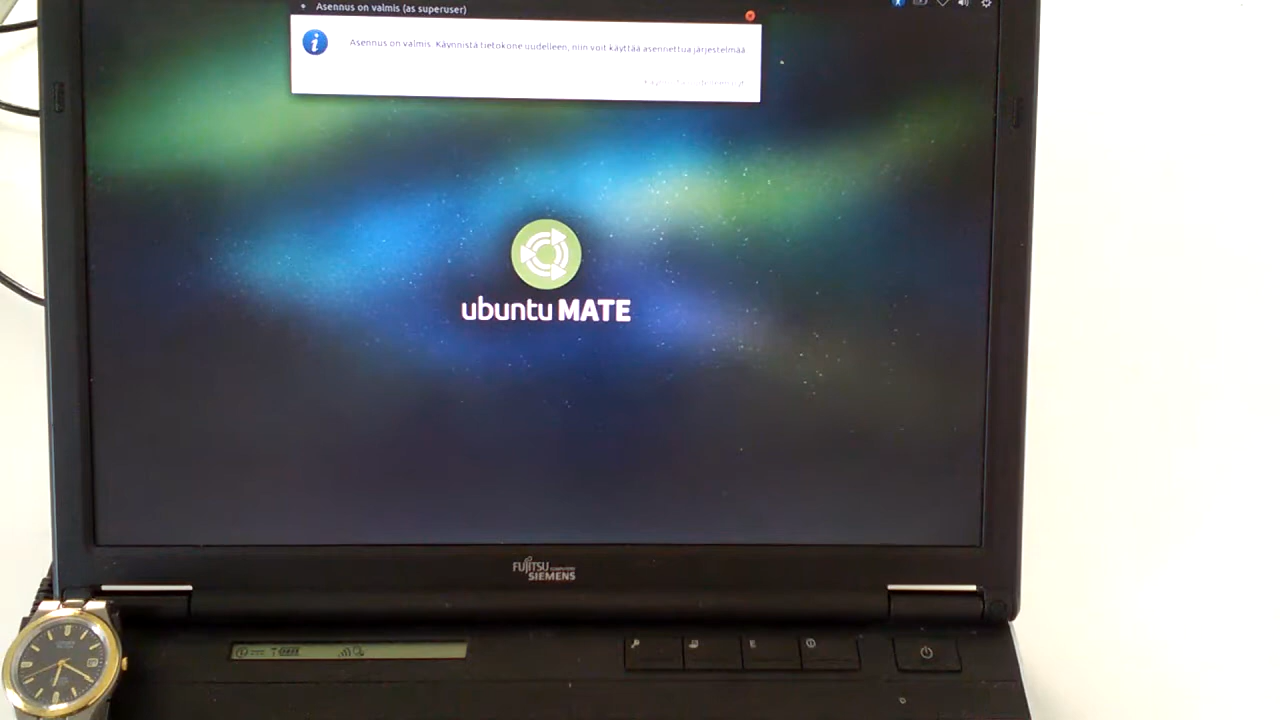 Asennus on valmis (as superuser)
Asennus on valmis. Käynnistä tietokone uudelleen, niin voit käyttää asennettua järjestelmää
ubuntu MATE
FUJITSU COMPUTERS
SIEMENS
E